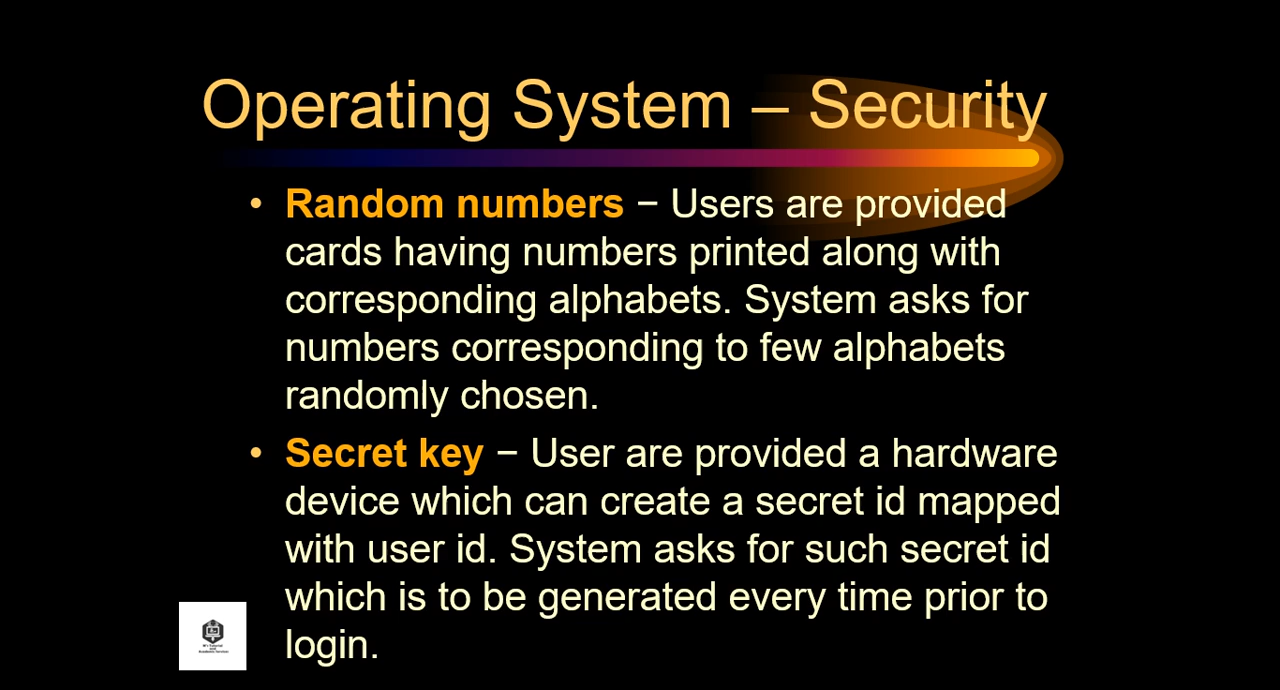 Operating System – Security
• Random numbers − Users are provided
cards having numbers printed along with
corresponding alphabets. System asks for
numbers corresponding to few alphabets
randomly chosen.
• Secret key − User are provided a hardware
device which can create a secret id mapped
with user id. System asks for such secret id
which is to be generated every time prior to
login.